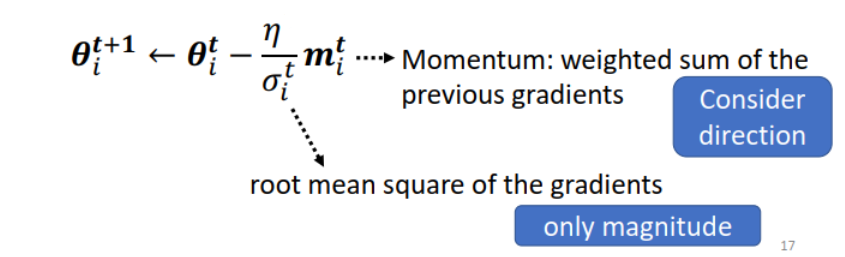 θ_i^{t+1} ← θ_i^t − η/σ_i^t m_i^t Momentum: weighted sum of the
previous gradients
Consider
direction
root mean square of the gradients
only magnitude
17